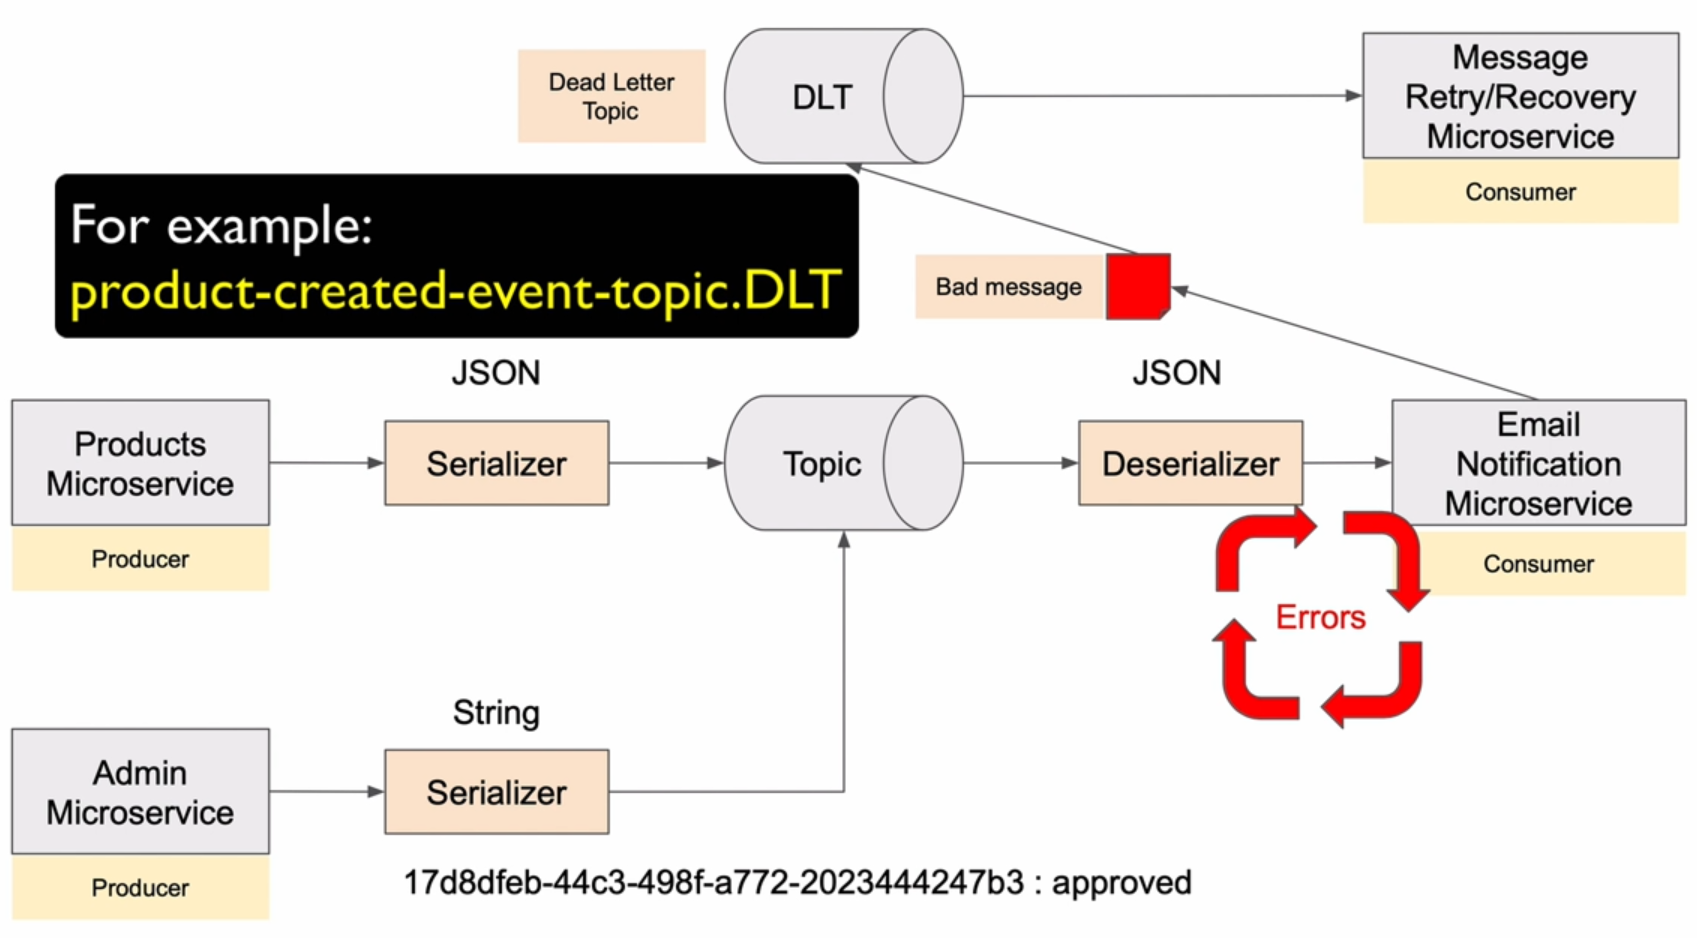 Dead Letter
Topic
DLT
Message
Retry/Recovery
Microservice
Consumer
For example:
product-created-event-topic.DLT
Bad message
JSON
JSON
Products
Microservice
Producer
Serializer
Topic
Deserializer
Email
Notification
Microservice
Consumer
Errors
String
Admin
Microservice
Producer
Serializer
17d8dfeb-44c3-498f-a772-2023444247b3 : approved